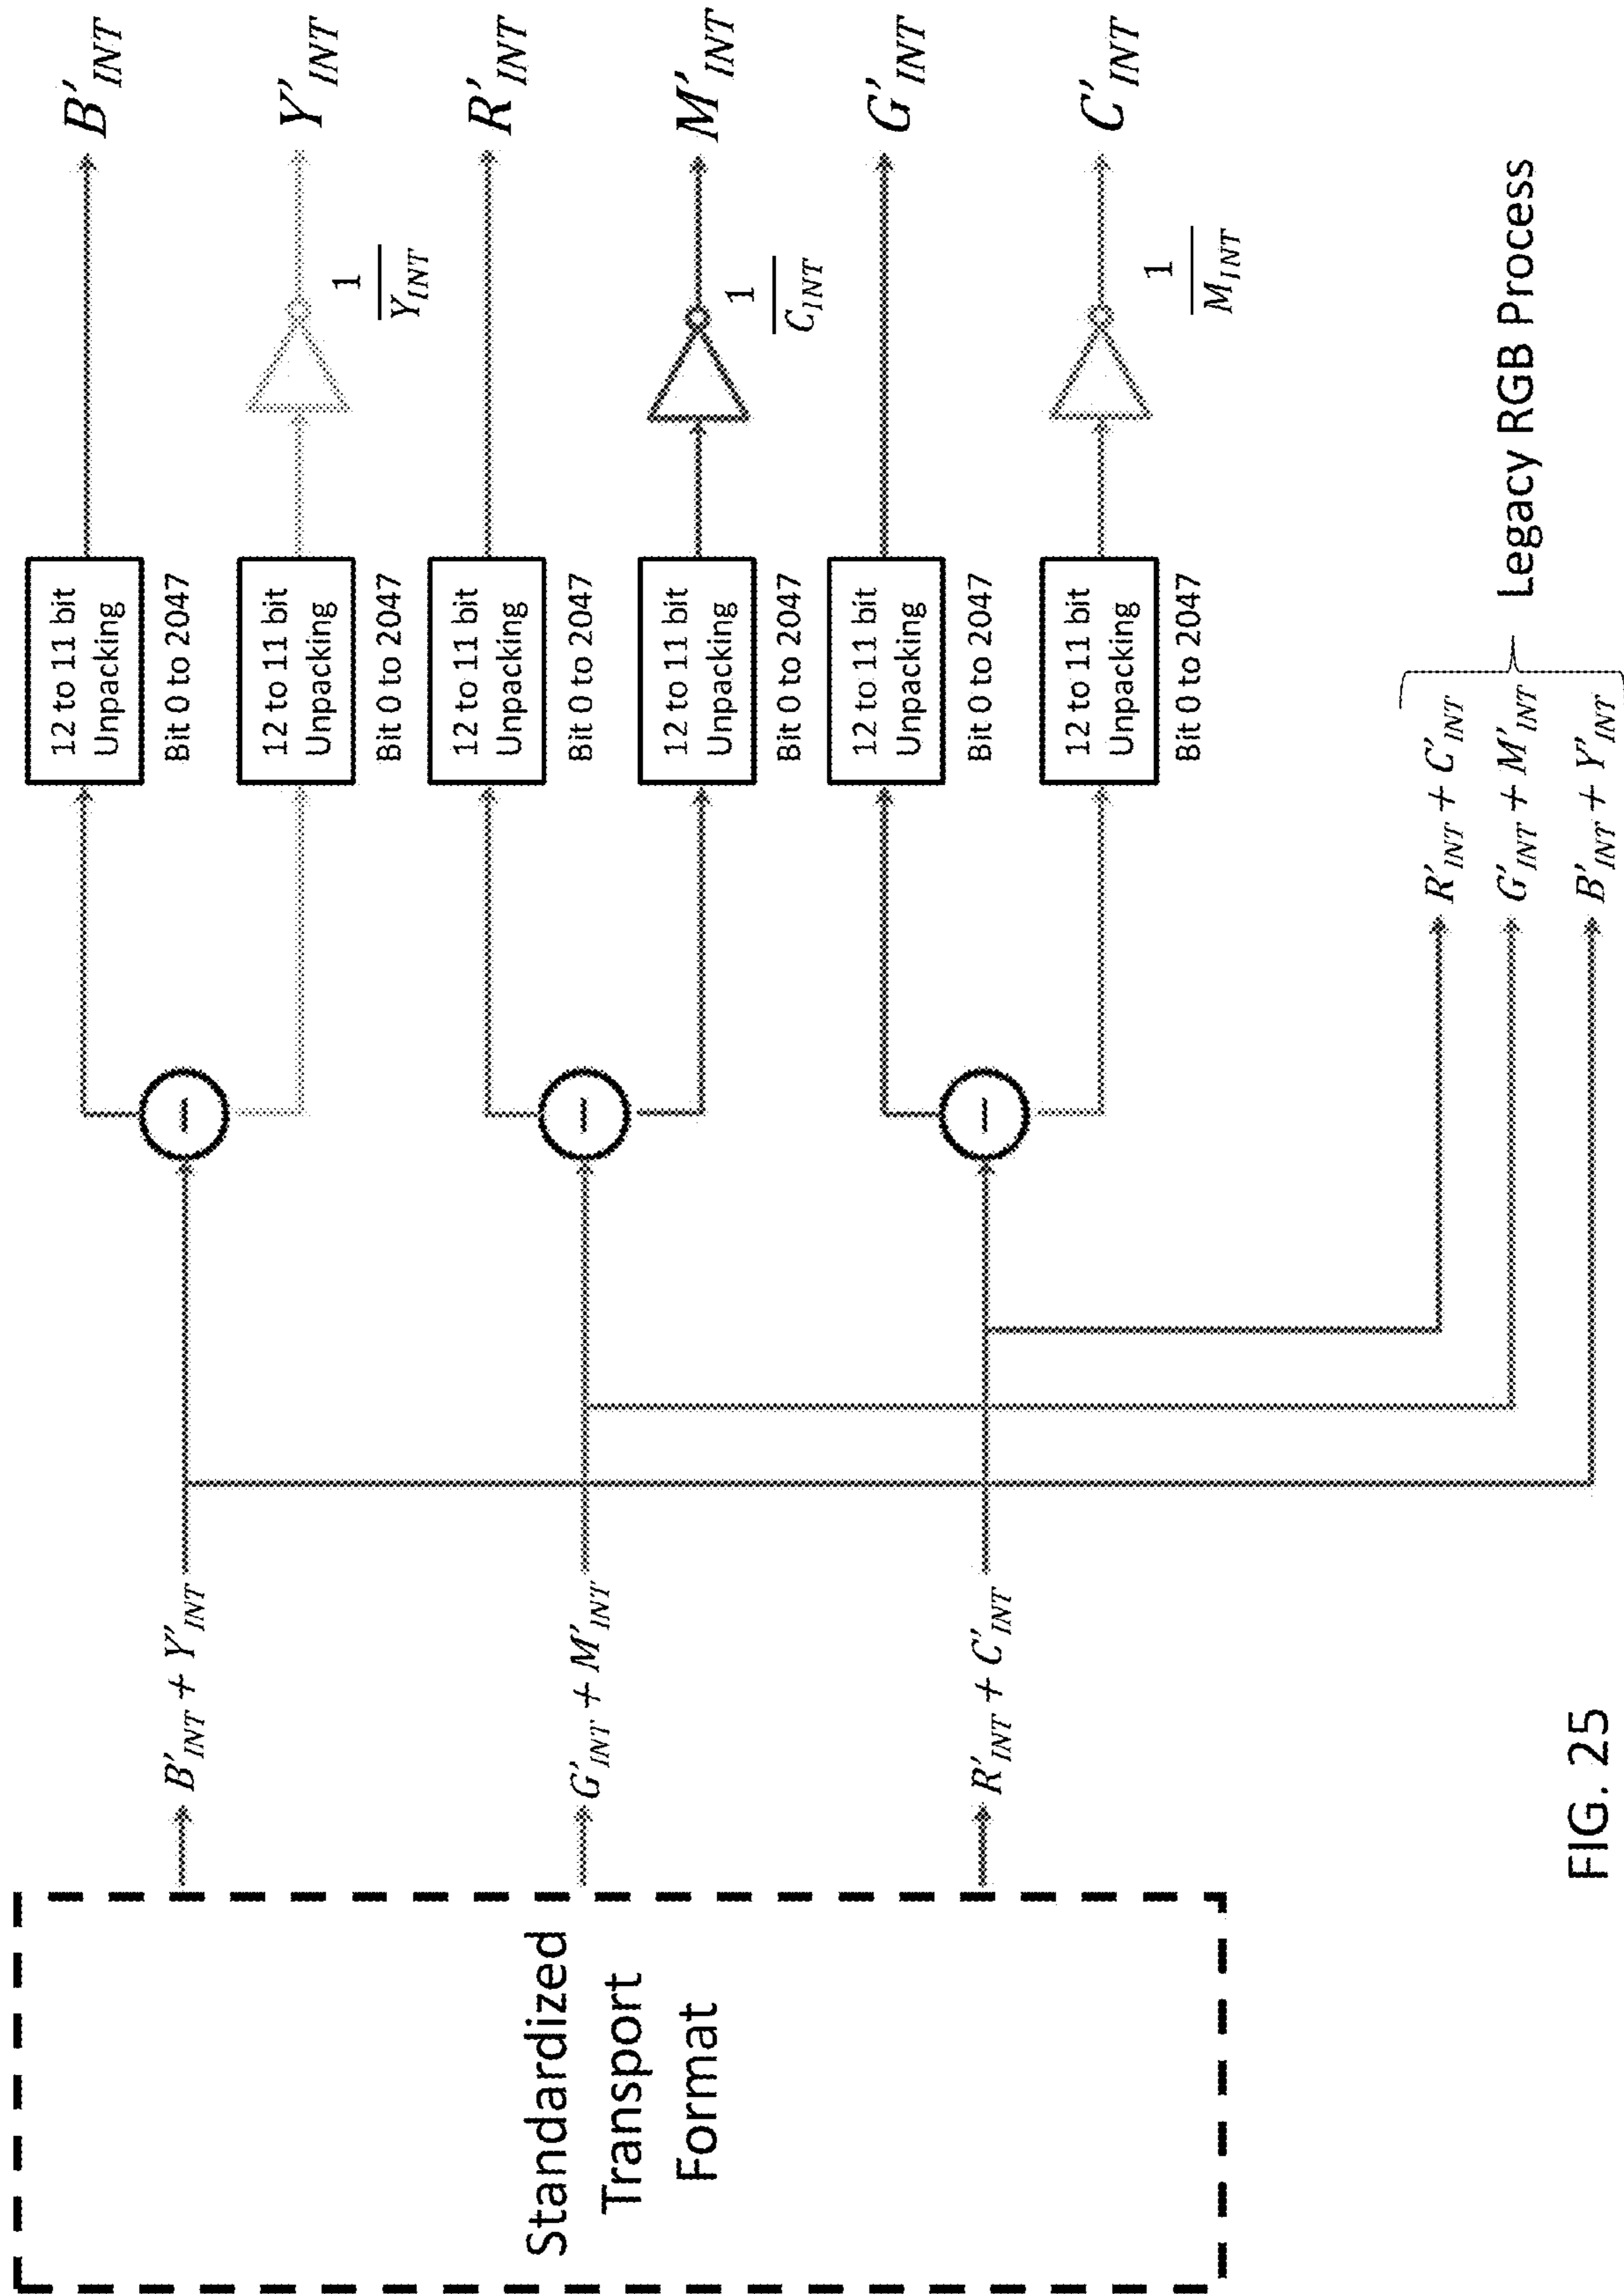 Standardized
Transport
Format
B'INT + Y'INT
G'INT + M'INT
R'INT + C'INT
12 to 11 bit
Unpacking
Bit 0 to 2047
12 to 11 bit
Unpacking
Bit 0 to 2047
12 to 11 bit
Unpacking
Bit 0 to 2047
12 to 11 bit
Unpacking
Bit 0 to 2047
12 to 11 bit
Unpacking
Bit 0 to 2047
12 to 11 bit
Unpacking
Bit 0 to 2047
1
YINT
1
CINT
1
MINT
B'INT
Y'INT
R'INT
M'INT
G'INT
C'INT
R'INT + C'INT
G'INT + M'INT
B'INT + Y'INT
Legacy RGB Process
FIG. 25